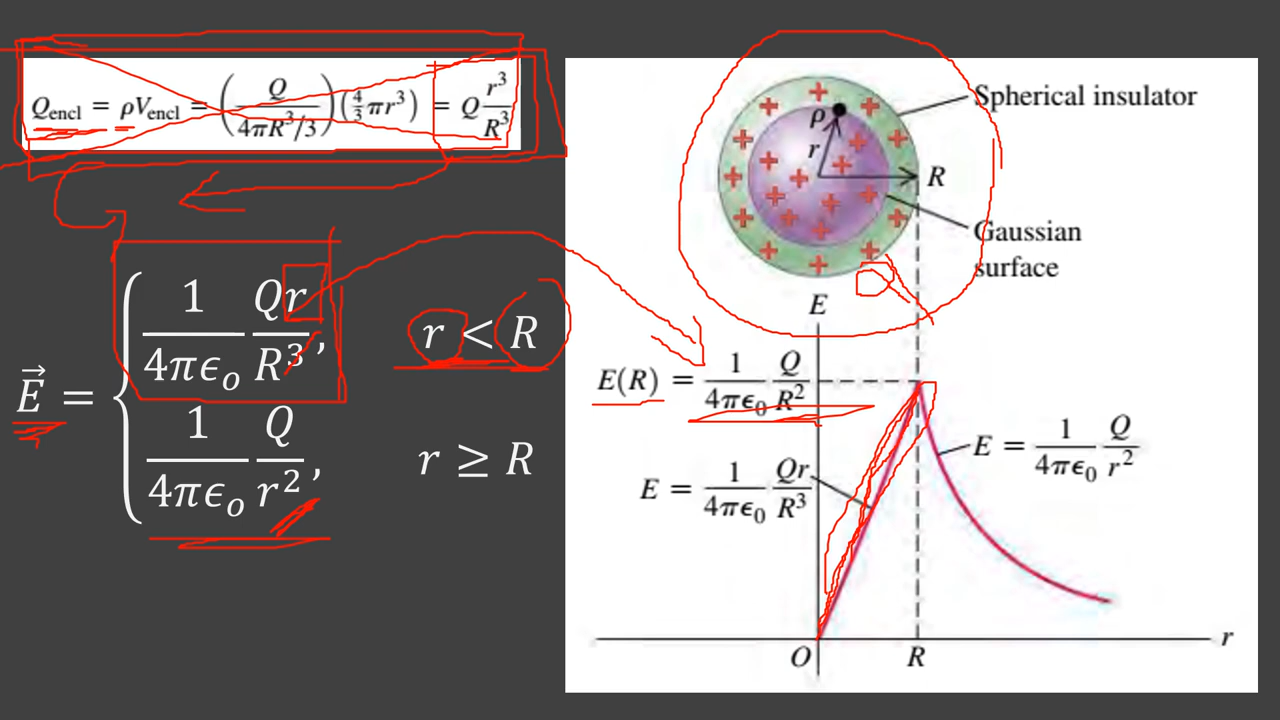 Q_encl = ρV_encl = (Q / 4πR³/3)(4/3 πr³) = Q r³/R³
E⃗ = { 1/4πϵ_o Qr/R³, r < R
1/4πϵ_o Q/r², r ≥ R
Spherical insulator
ρ
r
R
Gaussian
surface
E
E(R) = 1/4πϵ₀ Q/R²
E = 1/4πϵ₀ Q/r²
E = 1/4πϵ₀ Qr/R³
O
R
r